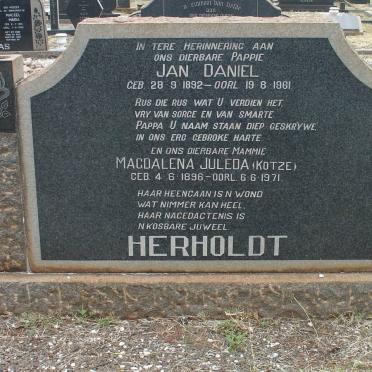 IN TERE HERINNERING AAN
ONS DIERBARE PAPPIE
JAN DANIEL
GEB. 28·9·1892–OORL. 19·8·1961.
RUS DIE RUS WAT U VERDIEN HET,
VRY VAN SORGE EN VAN SMARTE.
PAPPA U NAAM STAAN DIEP GESKRYWE,
IN ONS ERG GEBROKE HARTE.
EN ONS DIERBARE MAMMIE
MAGDALENA JULEDA (KOTZE)
GEB. 4·6·1896–OORL. 6·6·1971.
HAAR HEENGAAN IS 'N WOND
WAT NIMMER KAN HEEL,
HAAR NAGEDAGTENIS IS
'N KOSBARE JUWEEL
HERHOLDT